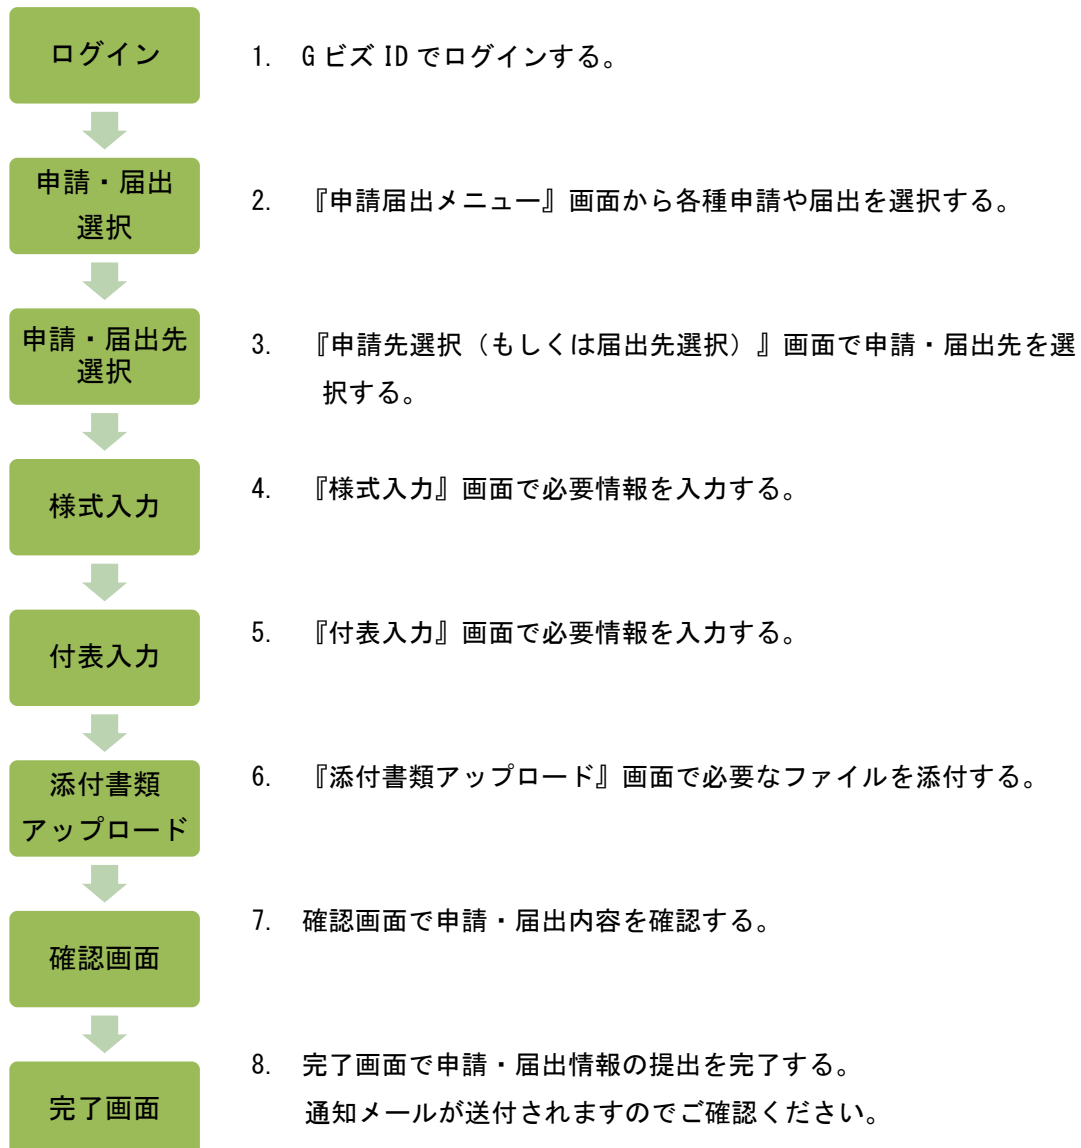 ログイン
1. GビズIDでログインする。
申請・届出
選択
2. 『申請届出メニュー』画面から各種申請や届出を選択する。
申請・届出先
選択
3. 『申請先選択（もしくは届出先選択）』画面で申請・届出先を選
択する。
様式入力
4. 『様式入力』画面で必要情報を入力する。
付表入力
5. 『付表入力』画面で必要情報を入力する。
添付書類
アップロード
6. 『添付書類アップロード』画面で必要なファイルを添付する。
確認画面
7. 確認画面で申請・届出内容を確認する。
完了画面
8. 完了画面で申請・届出情報の提出を完了する。
通知メールが送付されますのでご確認ください。